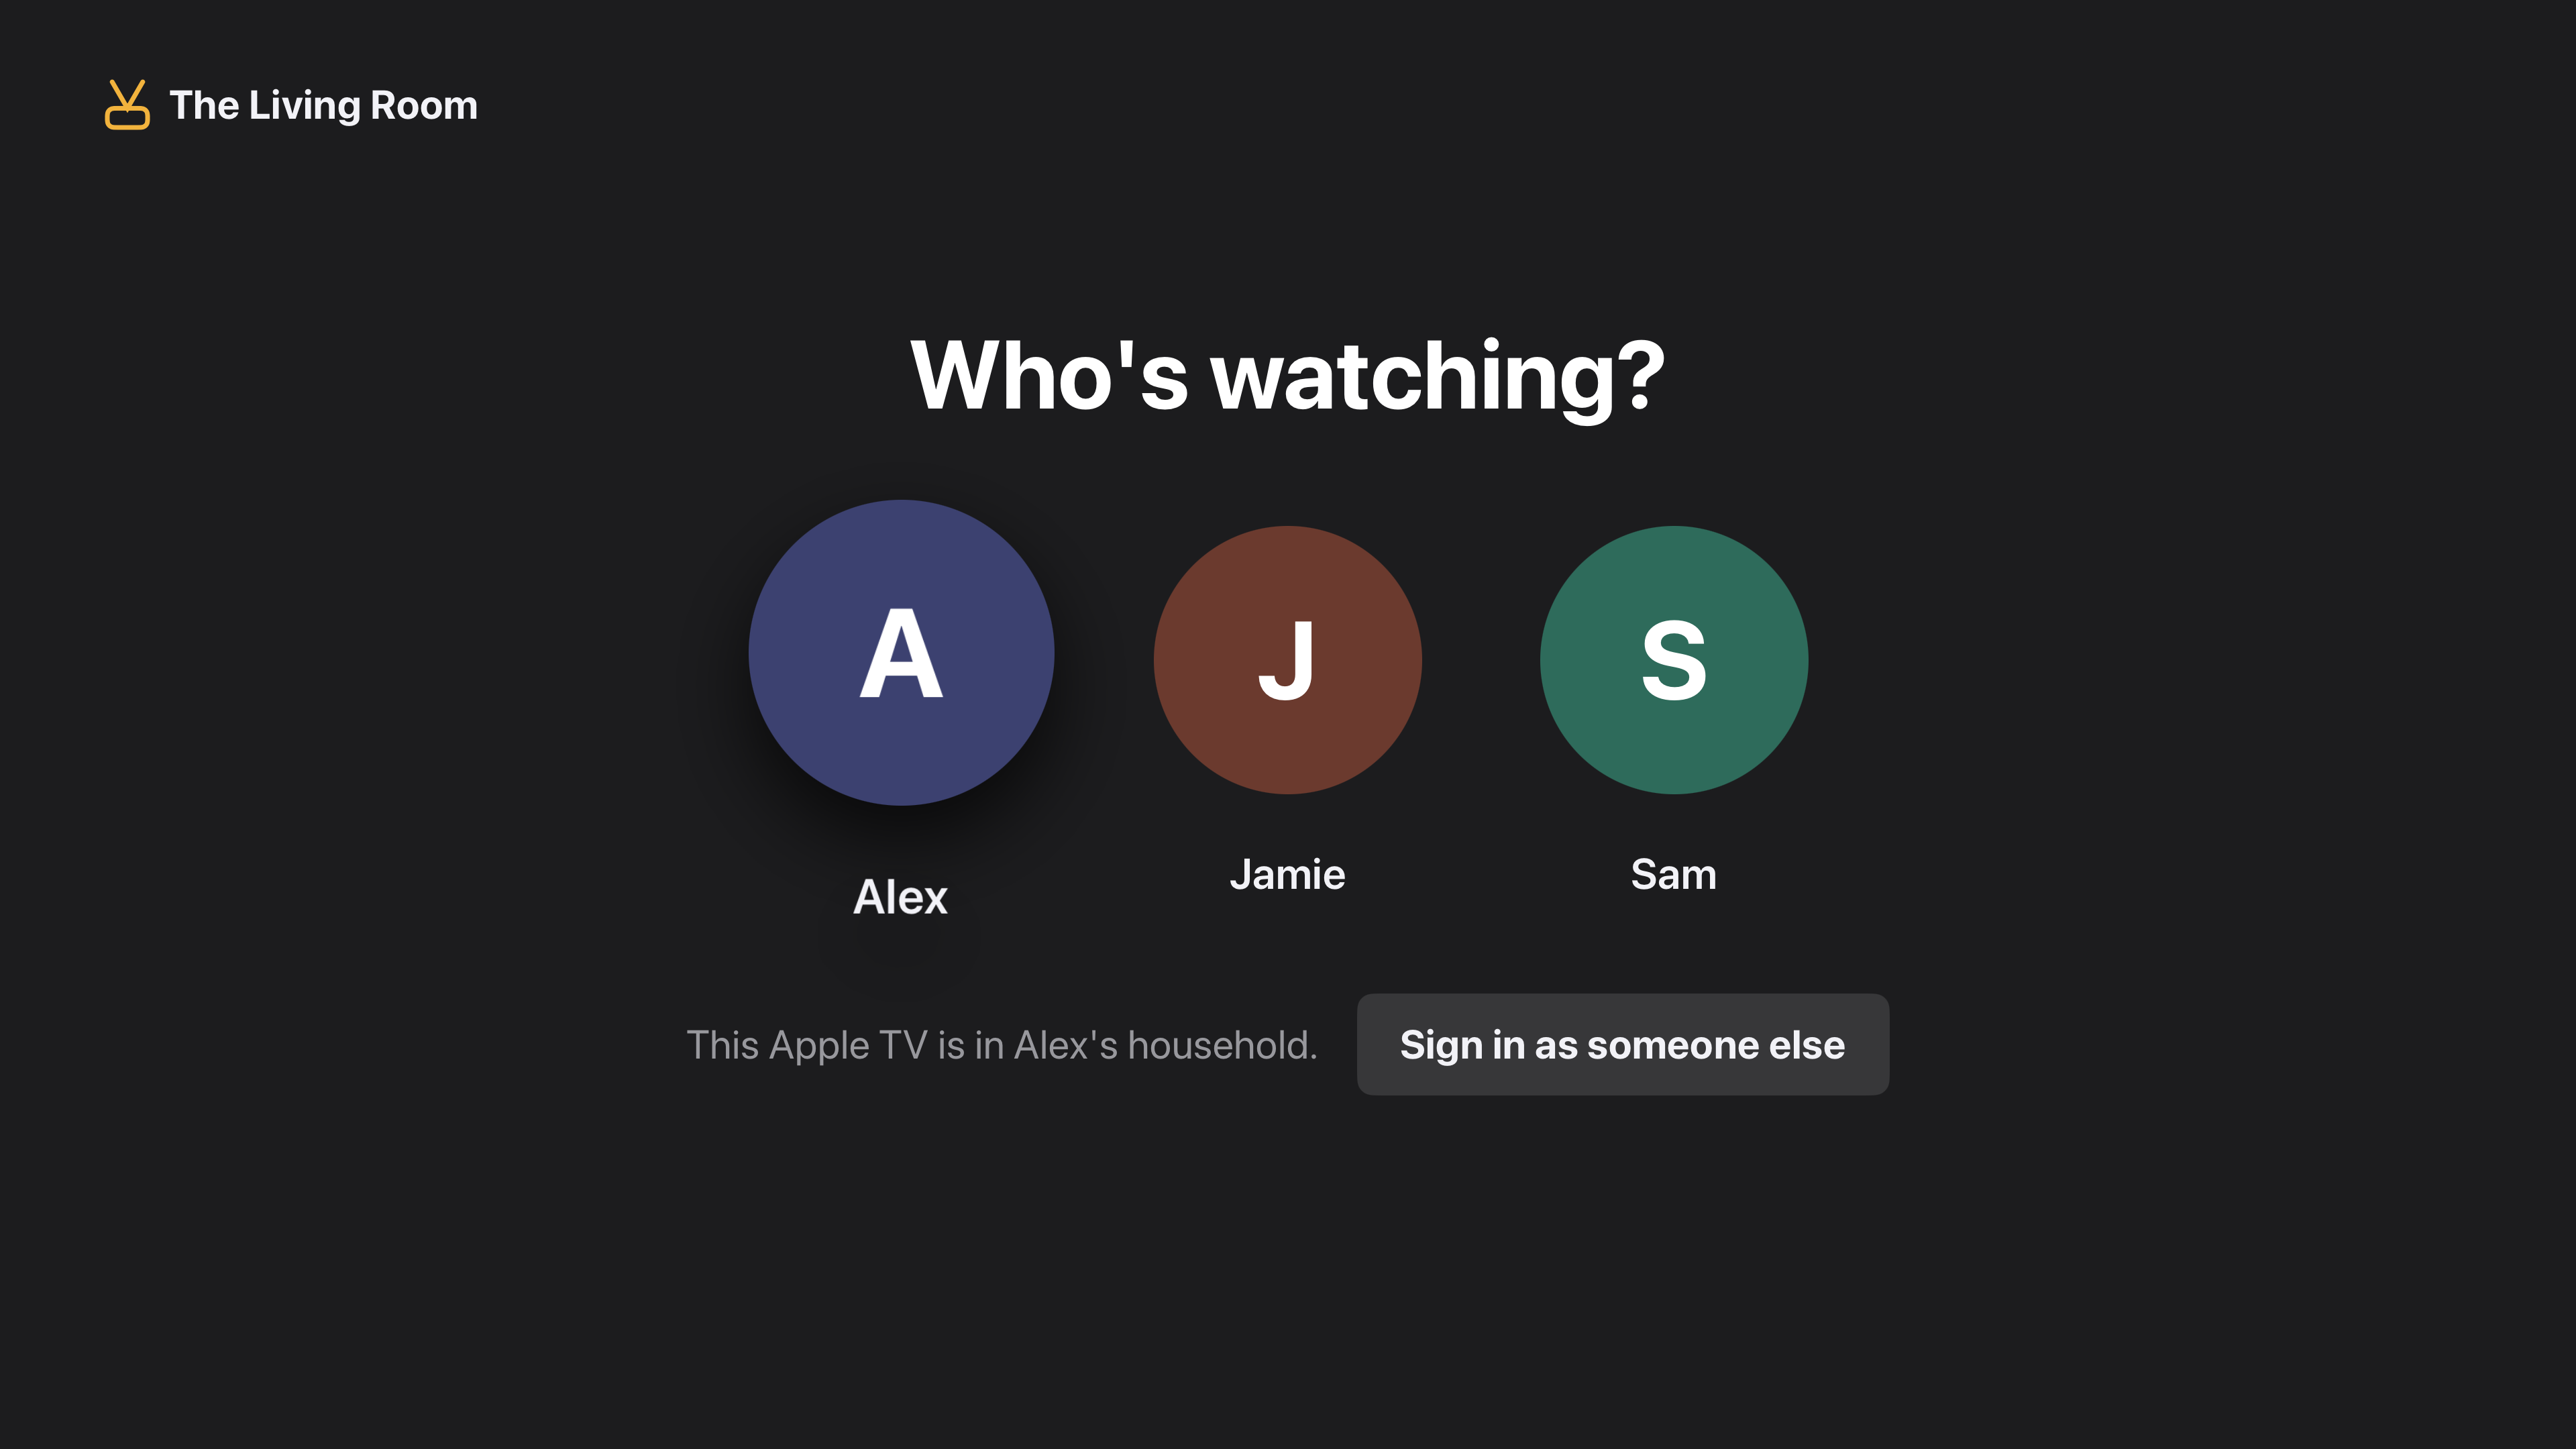 The Living Room
Who's watching?
A
J
S
Alex
Jamie
Sam
This Apple TV is in Alex's household.
Sign in as someone else